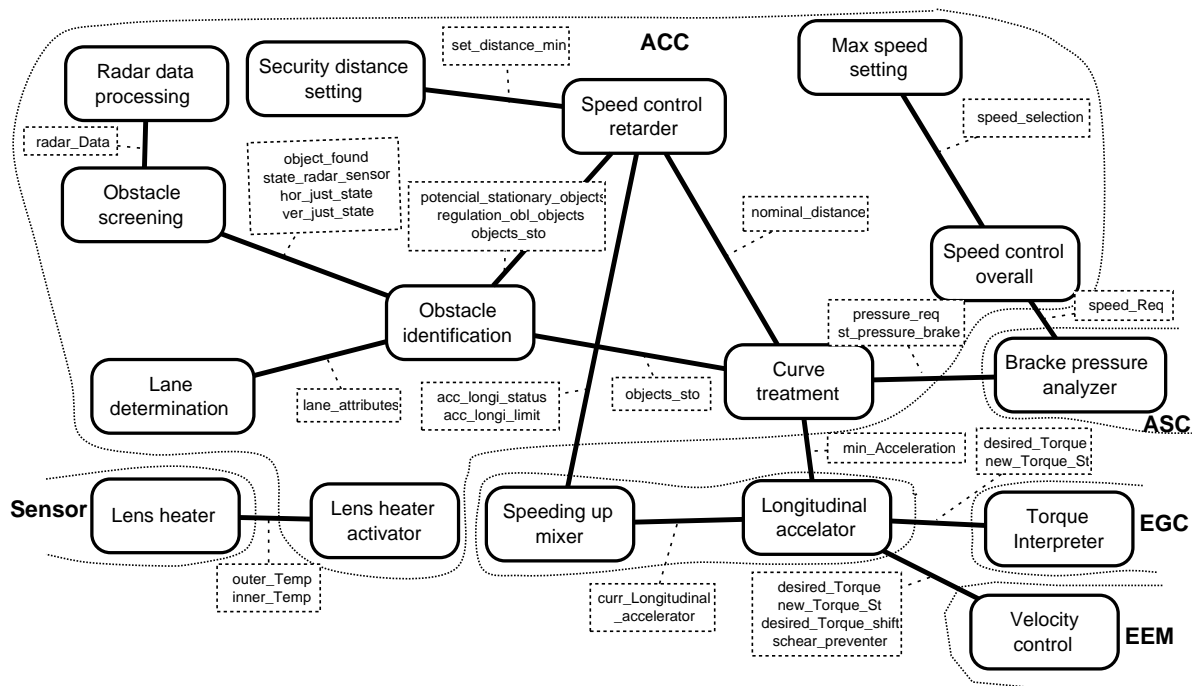 set_distance_min
ACC
Max speed
setting
Radar data
processing
Security distance
setting
Speed control
retarder
speed_selection
radar_Data
object_found
state_radar_sensor
hor_just_state
ver_just_state
Obstacle
screening
potencial_stationary_objects
regulation_obl_objects
objects_sto
nominal_distance
Speed control
overall
Obstacle
identification
pressure_req
st_pressure_brake
speed_Req
Lane
determination
lane_attributes
acc_longi_status
acc_longi_limit
objects_sto
Curve
treatment
Bracke pressure
analyzer
ASC
min_Acceleration
desired_Torque
new_Torque_St
Sensor
Lens heater
Lens heater
activator
Speeding up
mixer
Longitudinal
accelator
Torque
Interpreter
EGC
outer_Temp
inner_Temp
curr_Longitudinal
_accelerator
desired_Torque
new_Torque_St
desired_Torque_shift
schear_preventer
Velocity
control
EEM